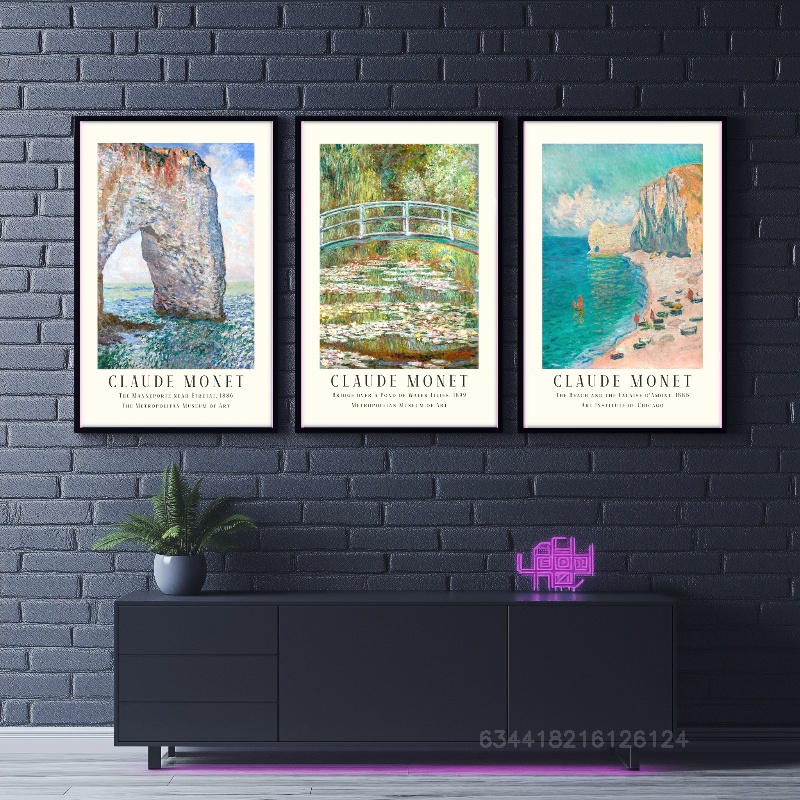 CLAUDE MONET
The Manneporte near Etretat, 1886
The Metropolitan Museum of Art
CLAUDE MONET
Bridge over a Pond of Water Lilies, 1899
Metropolitan Museum of Art
CLAUDE MONET
The Beach and the Falaise d'Amont, 1885
Art Institute of Chicago
634418216126124